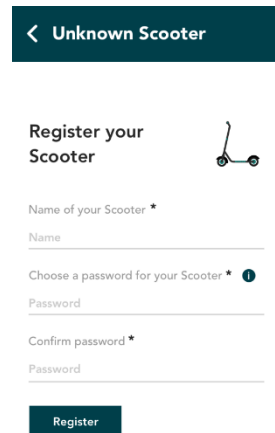 Unknown Scooter
Register your
Scooter
Name of your Scooter *
Name
Choose a password for your Scooter * i
Password
Confirm password *
Password
Register